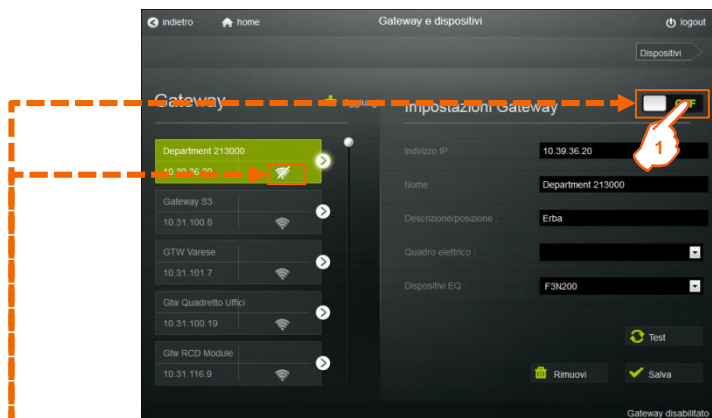 indietro home Gateway e dispositivi logout
Dispositivi
Gateway Aggiungi Impostazioni Gateway OFF
Department 213000
10.39.36.20
Gateway S3
10.31.100.8
GTW Varese
10.31.101.7
Gtw Quadretto Uffici
10.31.100.19
Gtw RCD Module
10.31.116.9
Indirizzo IP : 10.39.36.20
Nome : Department 213000
Descrizione/posizione : Erba
Quadro elettrico :
Dispositivi EQ : F3N200
1
Test
Rimuovi Salva
Gateway disabilitato